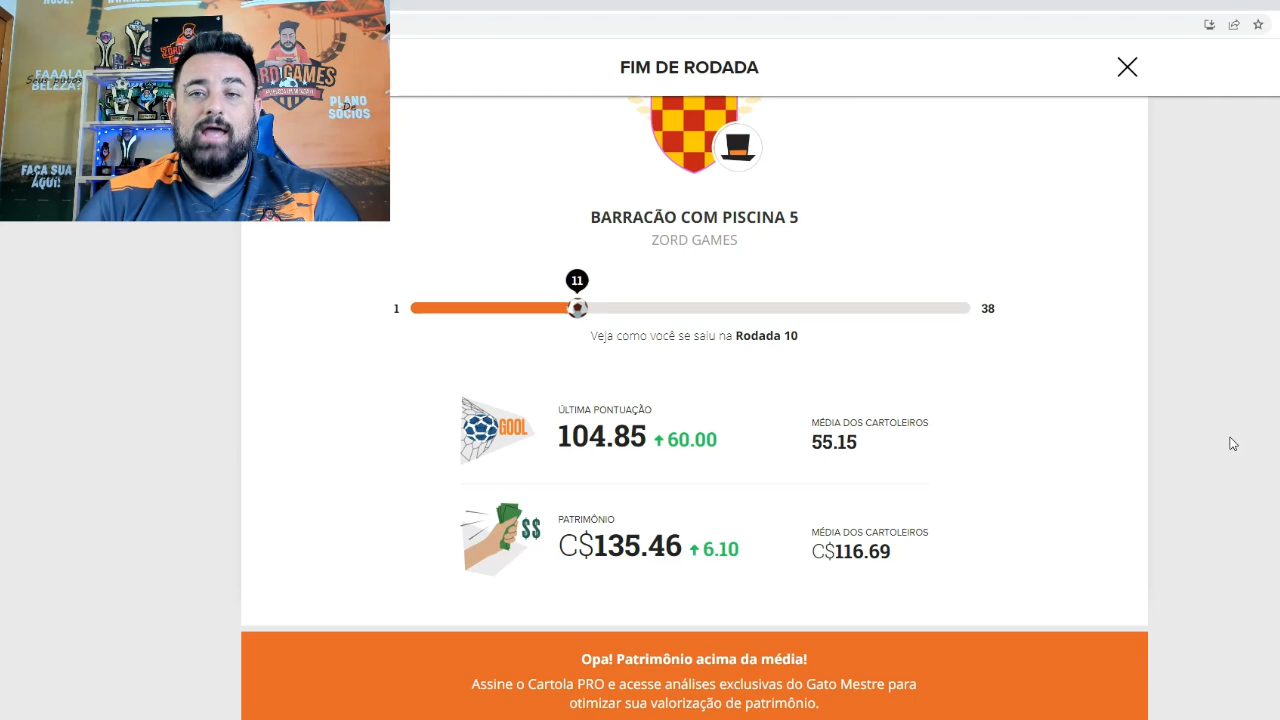 Seus putos
FAAALA
BELEZA?
FAÇA SUA
AQUI!
ZORD GAMES
PLANO
De
SÓCIOS
FIM DE RODADA
BARRACÃO COM PISCINA 5
ZORD GAMES
11
1
38
Veja como você se saiu na Rodada 10
GOOL
ÚLTIMA PONTUAÇÃO
104.85 60.00
MÉDIA DOS CARTOLEIROS
55.15
$$
PATRIMÔNIO
C$135.46 6.10
MÉDIA DOS CARTOLEIROS
C$116.69
Opa! Patrimônio acima da média!
Assine o Cartola PRO e acesse análises exclusivas do Gato Mestre para
otimizar sua valorização de patrimônio.